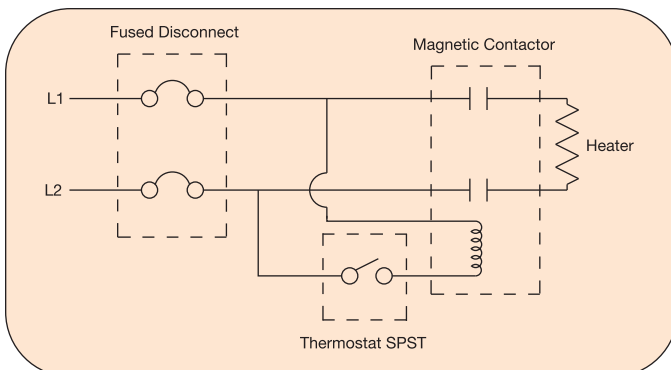 Fused Disconnect
Magnetic Contactor
L1
Heater
L2
Thermostat SPST